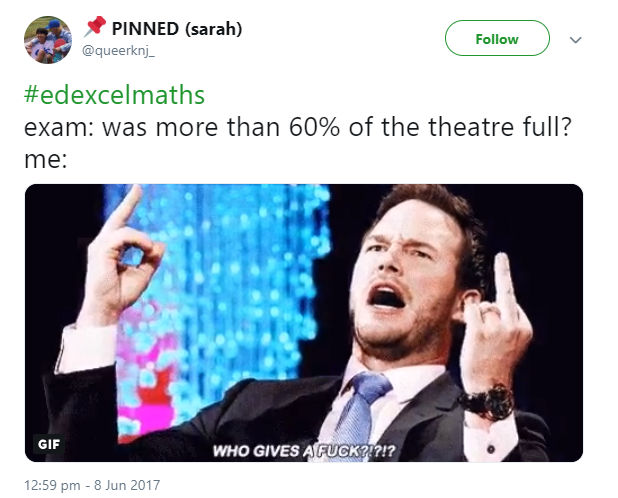 PINNED (sarah)
@queerknj_
Follow
#edexcelmaths
exam: was more than 60% of the theatre full?
me:
GIF
WHO GIVES A FUCK?!?!?
12:59 pm - 8 Jun 2017